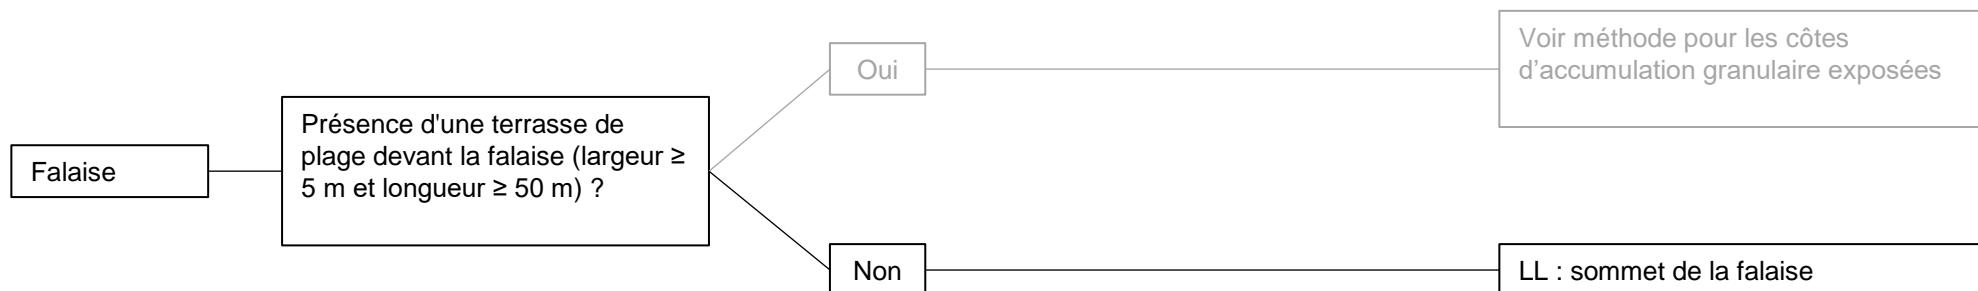 Falaise
Présence d'une terrasse de
plage devant la falaise (largeur ≥
5 m et longueur ≥ 50 m) ?
Oui
Voir méthode pour les côtes
d’accumulation granulaire exposées
Non
LL : sommet de la falaise